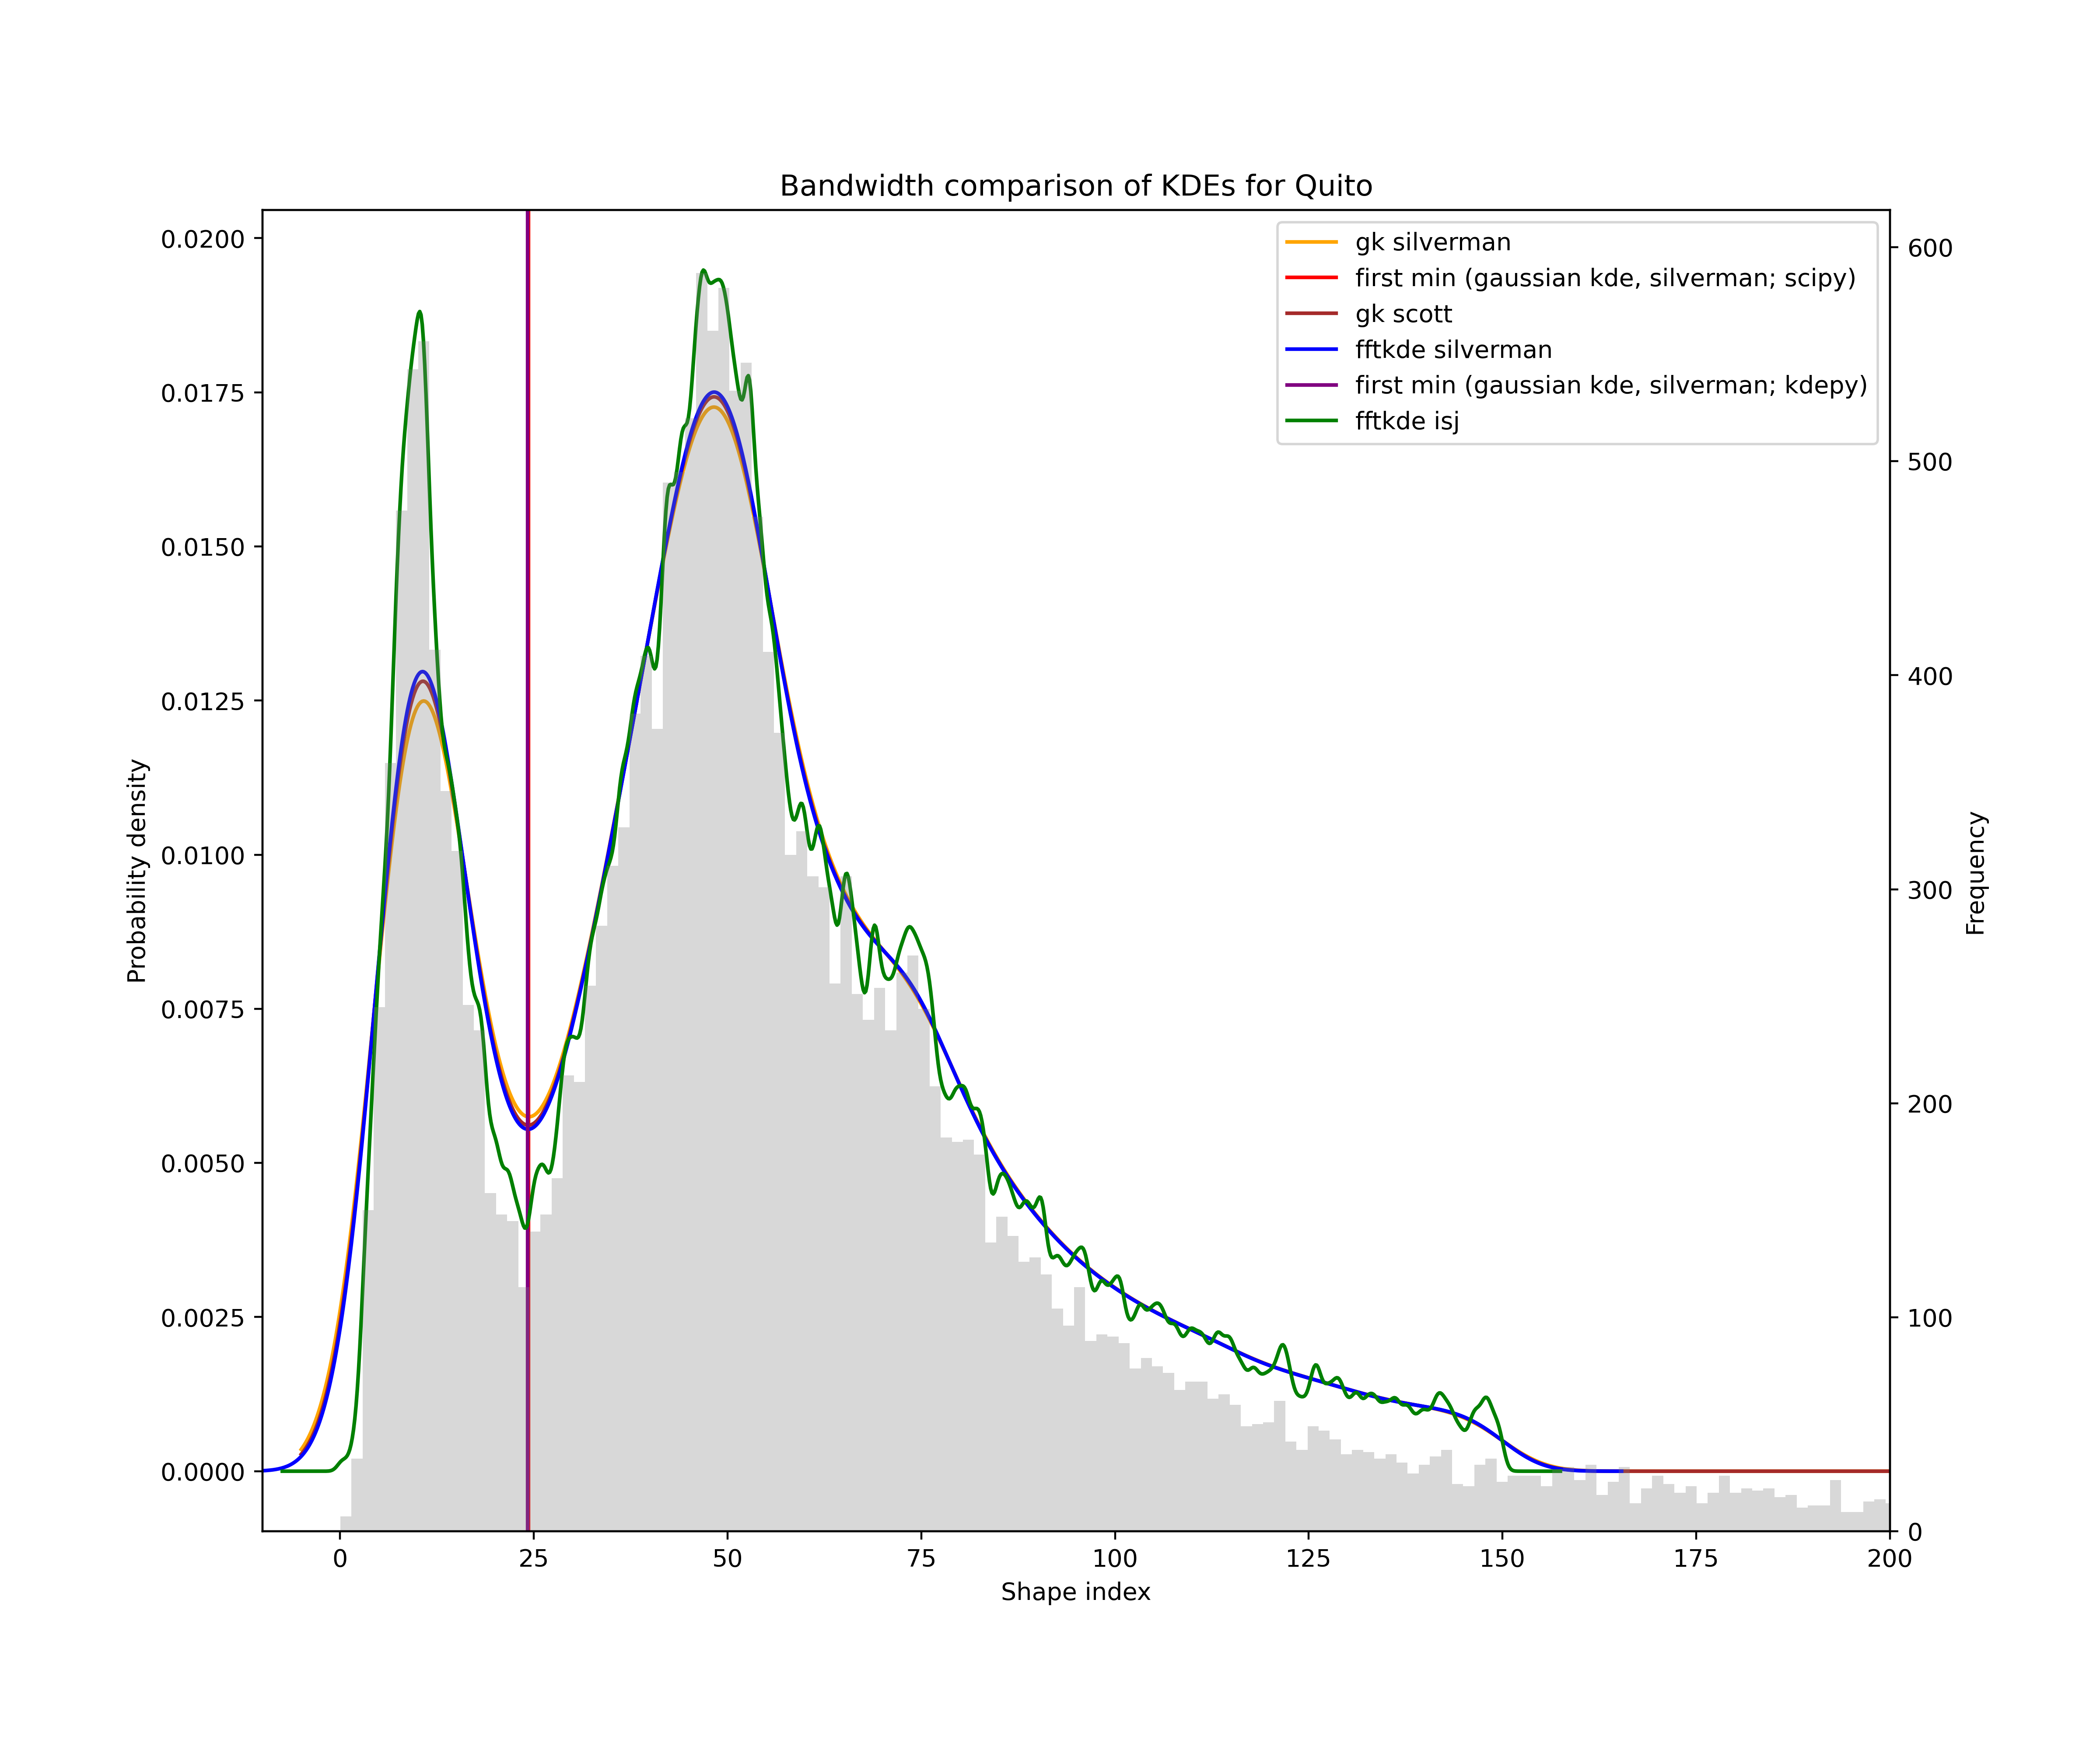 Bandwidth comparison of KDEs for Quito
gk silverman
first min (gaussian kde, silverman; scipy)
gk scott
fftkde silverman
first min (gaussian kde, silverman; kdepy)
fftkde isj
0.0200
0.0175
0.0150
0.0125
0.0100
0.0075
0.0050
0.0025
0.0000
Probability density
600
500
400
300
200
100
0
Frequency
0 25 50 75 100 125 150 175 200
Shape index